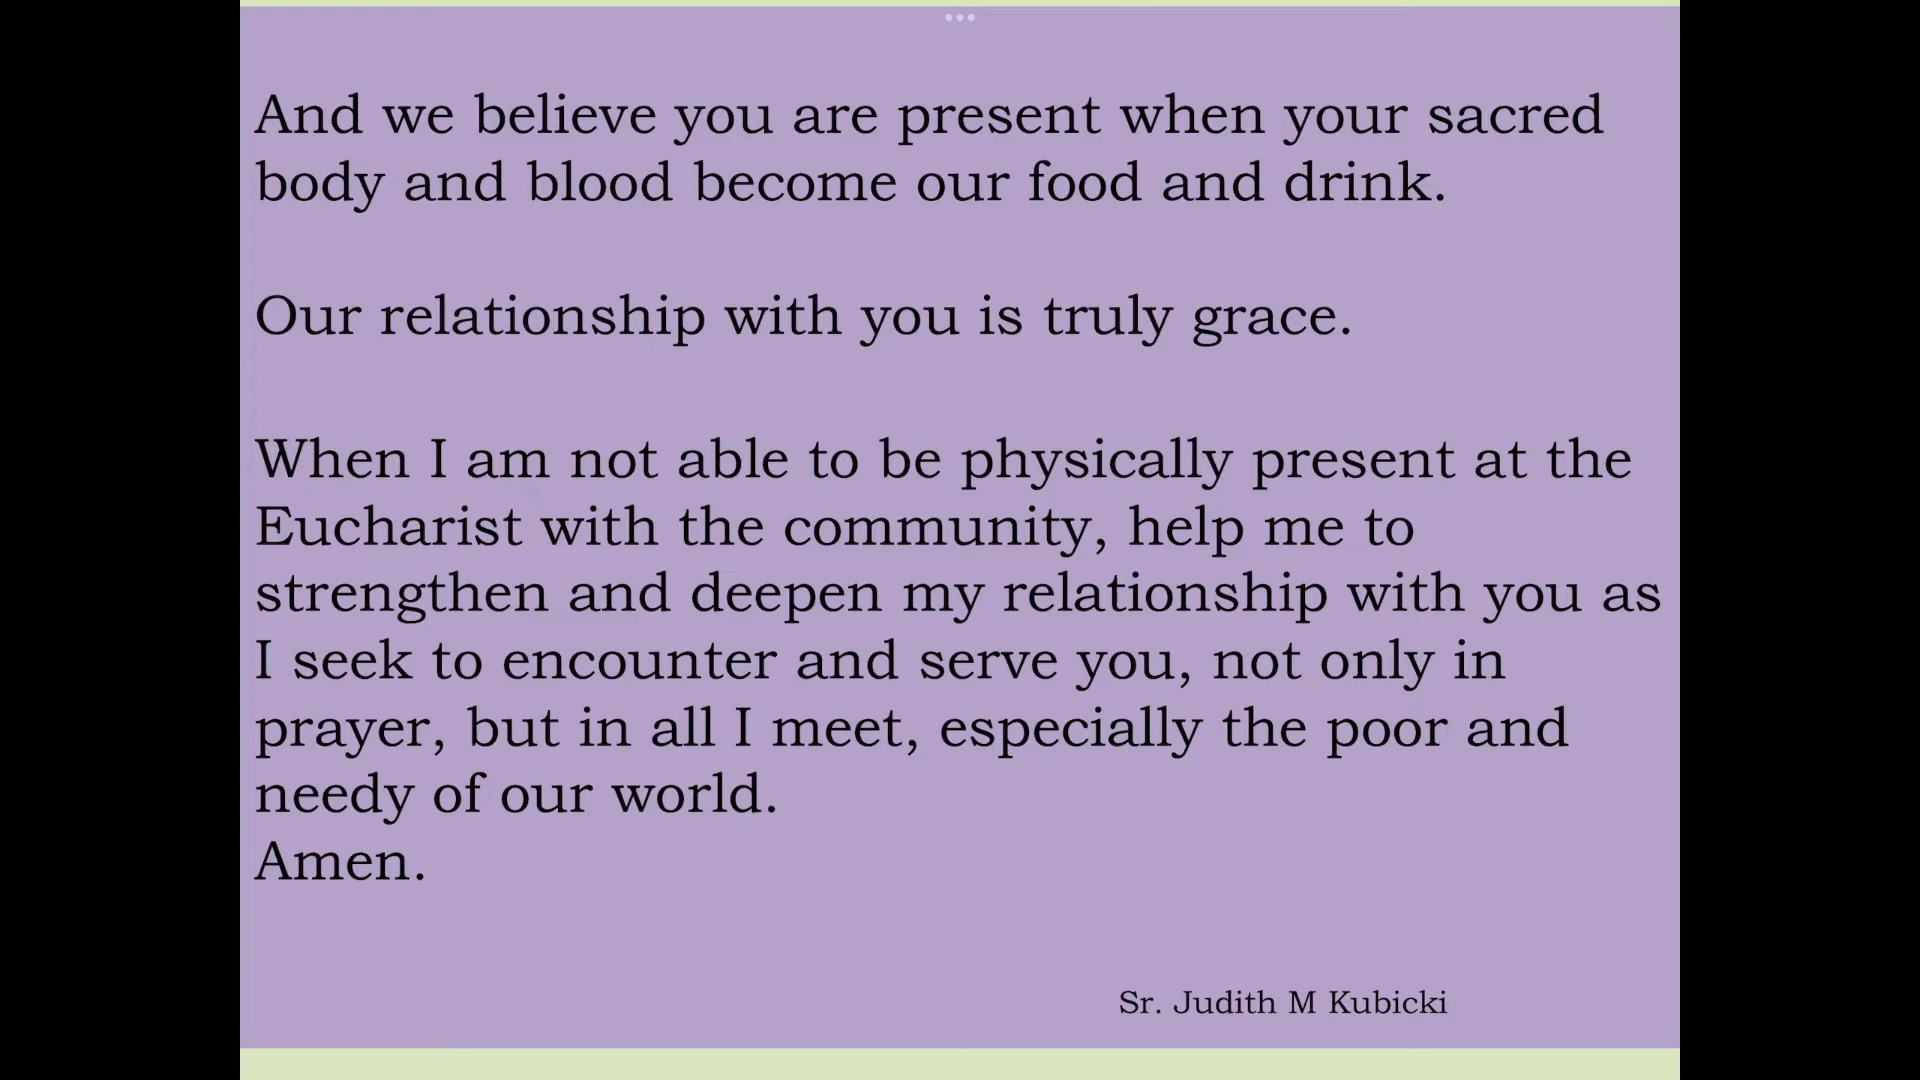 And we believe you are present when your sacred
body and blood become our food and drink.
Our relationship with you is truly grace.
When I am not able to be physically present at the
Eucharist with the community, help me to
strengthen and deepen my relationship with you as
I seek to encounter and serve you, not only in
prayer, but in all I meet, especially the poor and
needy of our world.
Amen.
Sr. Judith M Kubicki